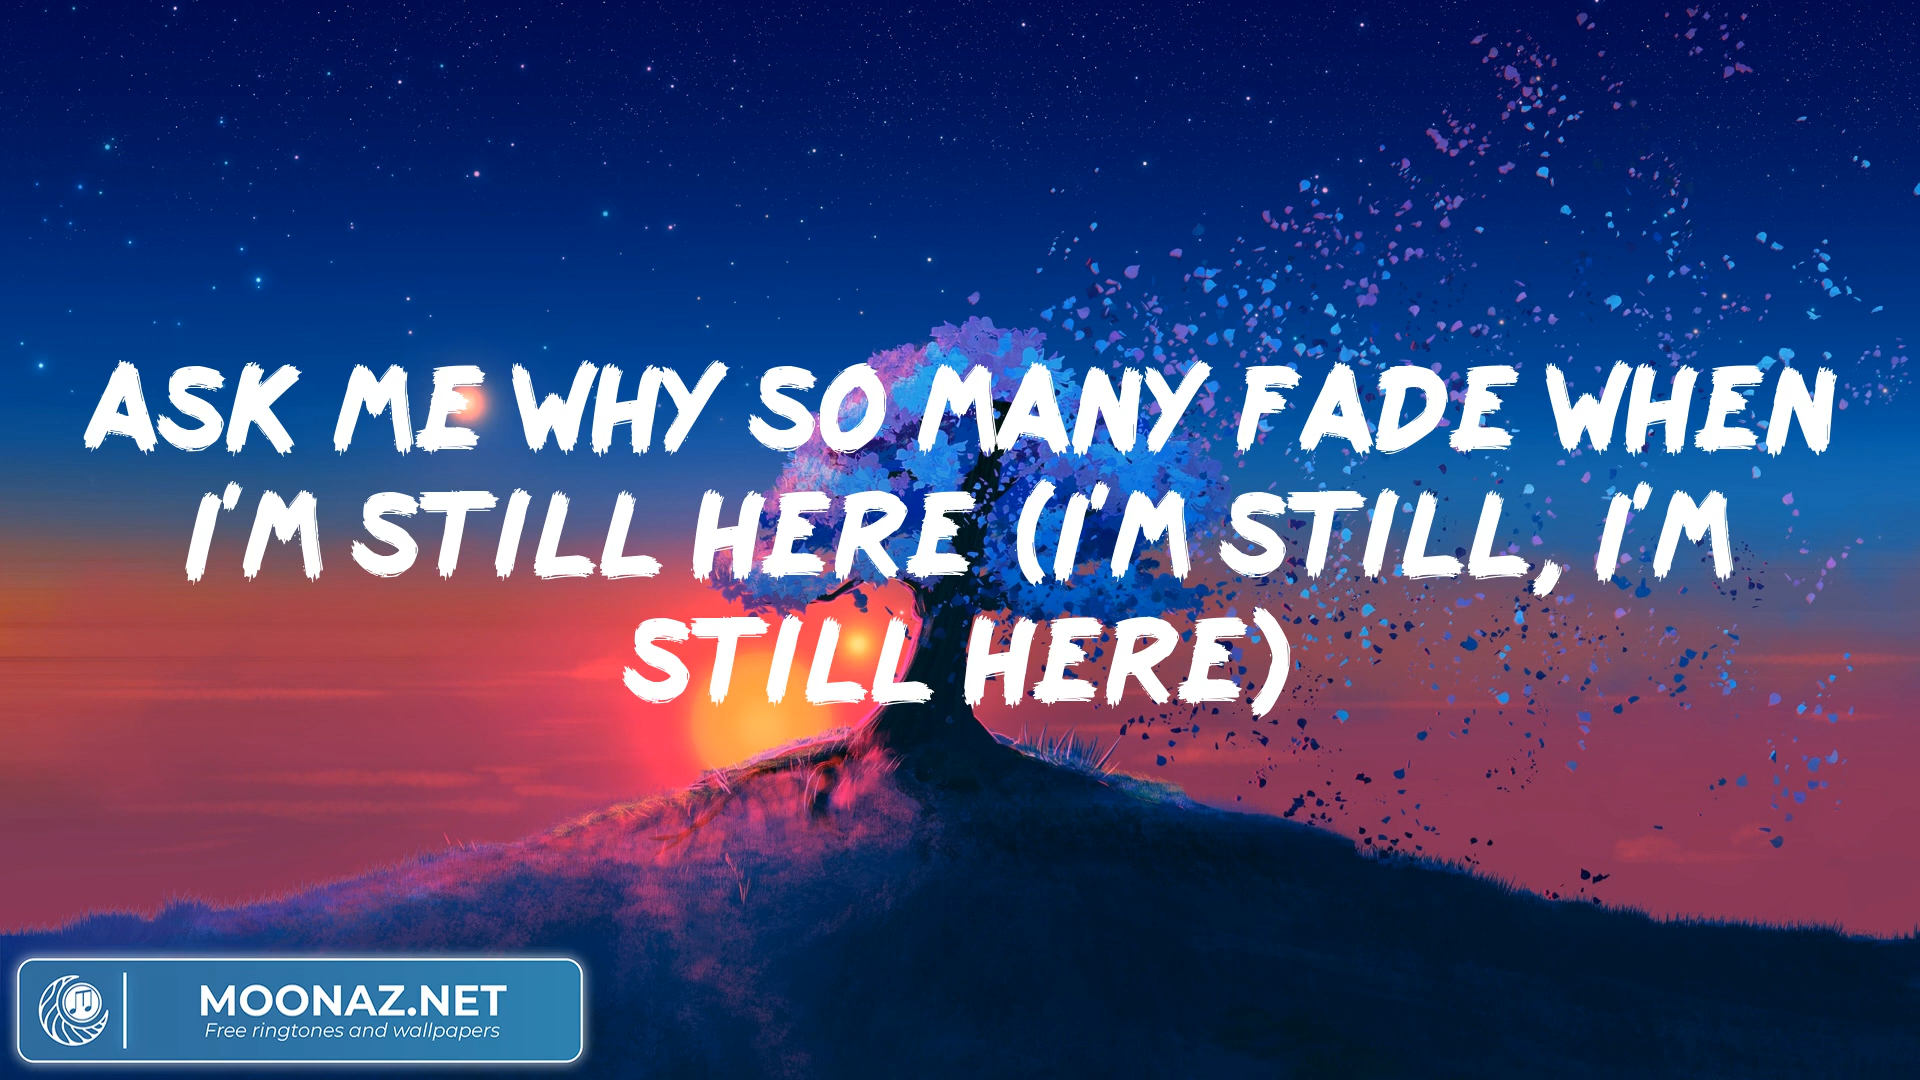 ASK ME WHY SO MANY FADE WHEN
I'M STILL HERE (I'M STILL, I'M
STILL HERE)
MOONAZ.NET
Free ringtones and wallpapers